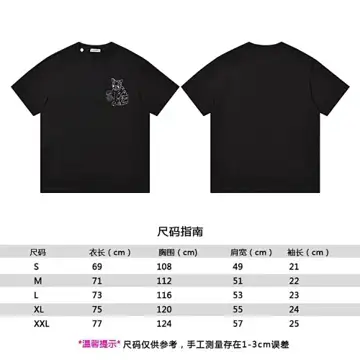 尺码指南
尺码 衣长(cm) 胸围(cm) 肩宽(cm) 袖长(cm)
S 69 108 49 21
M 71 112 51 22
L 73 116 53 23
XL 75 120 55 24
XXL 77 124 57 25
*温馨提示* 尺码仅供参考，手工测量存在1-3cm误差